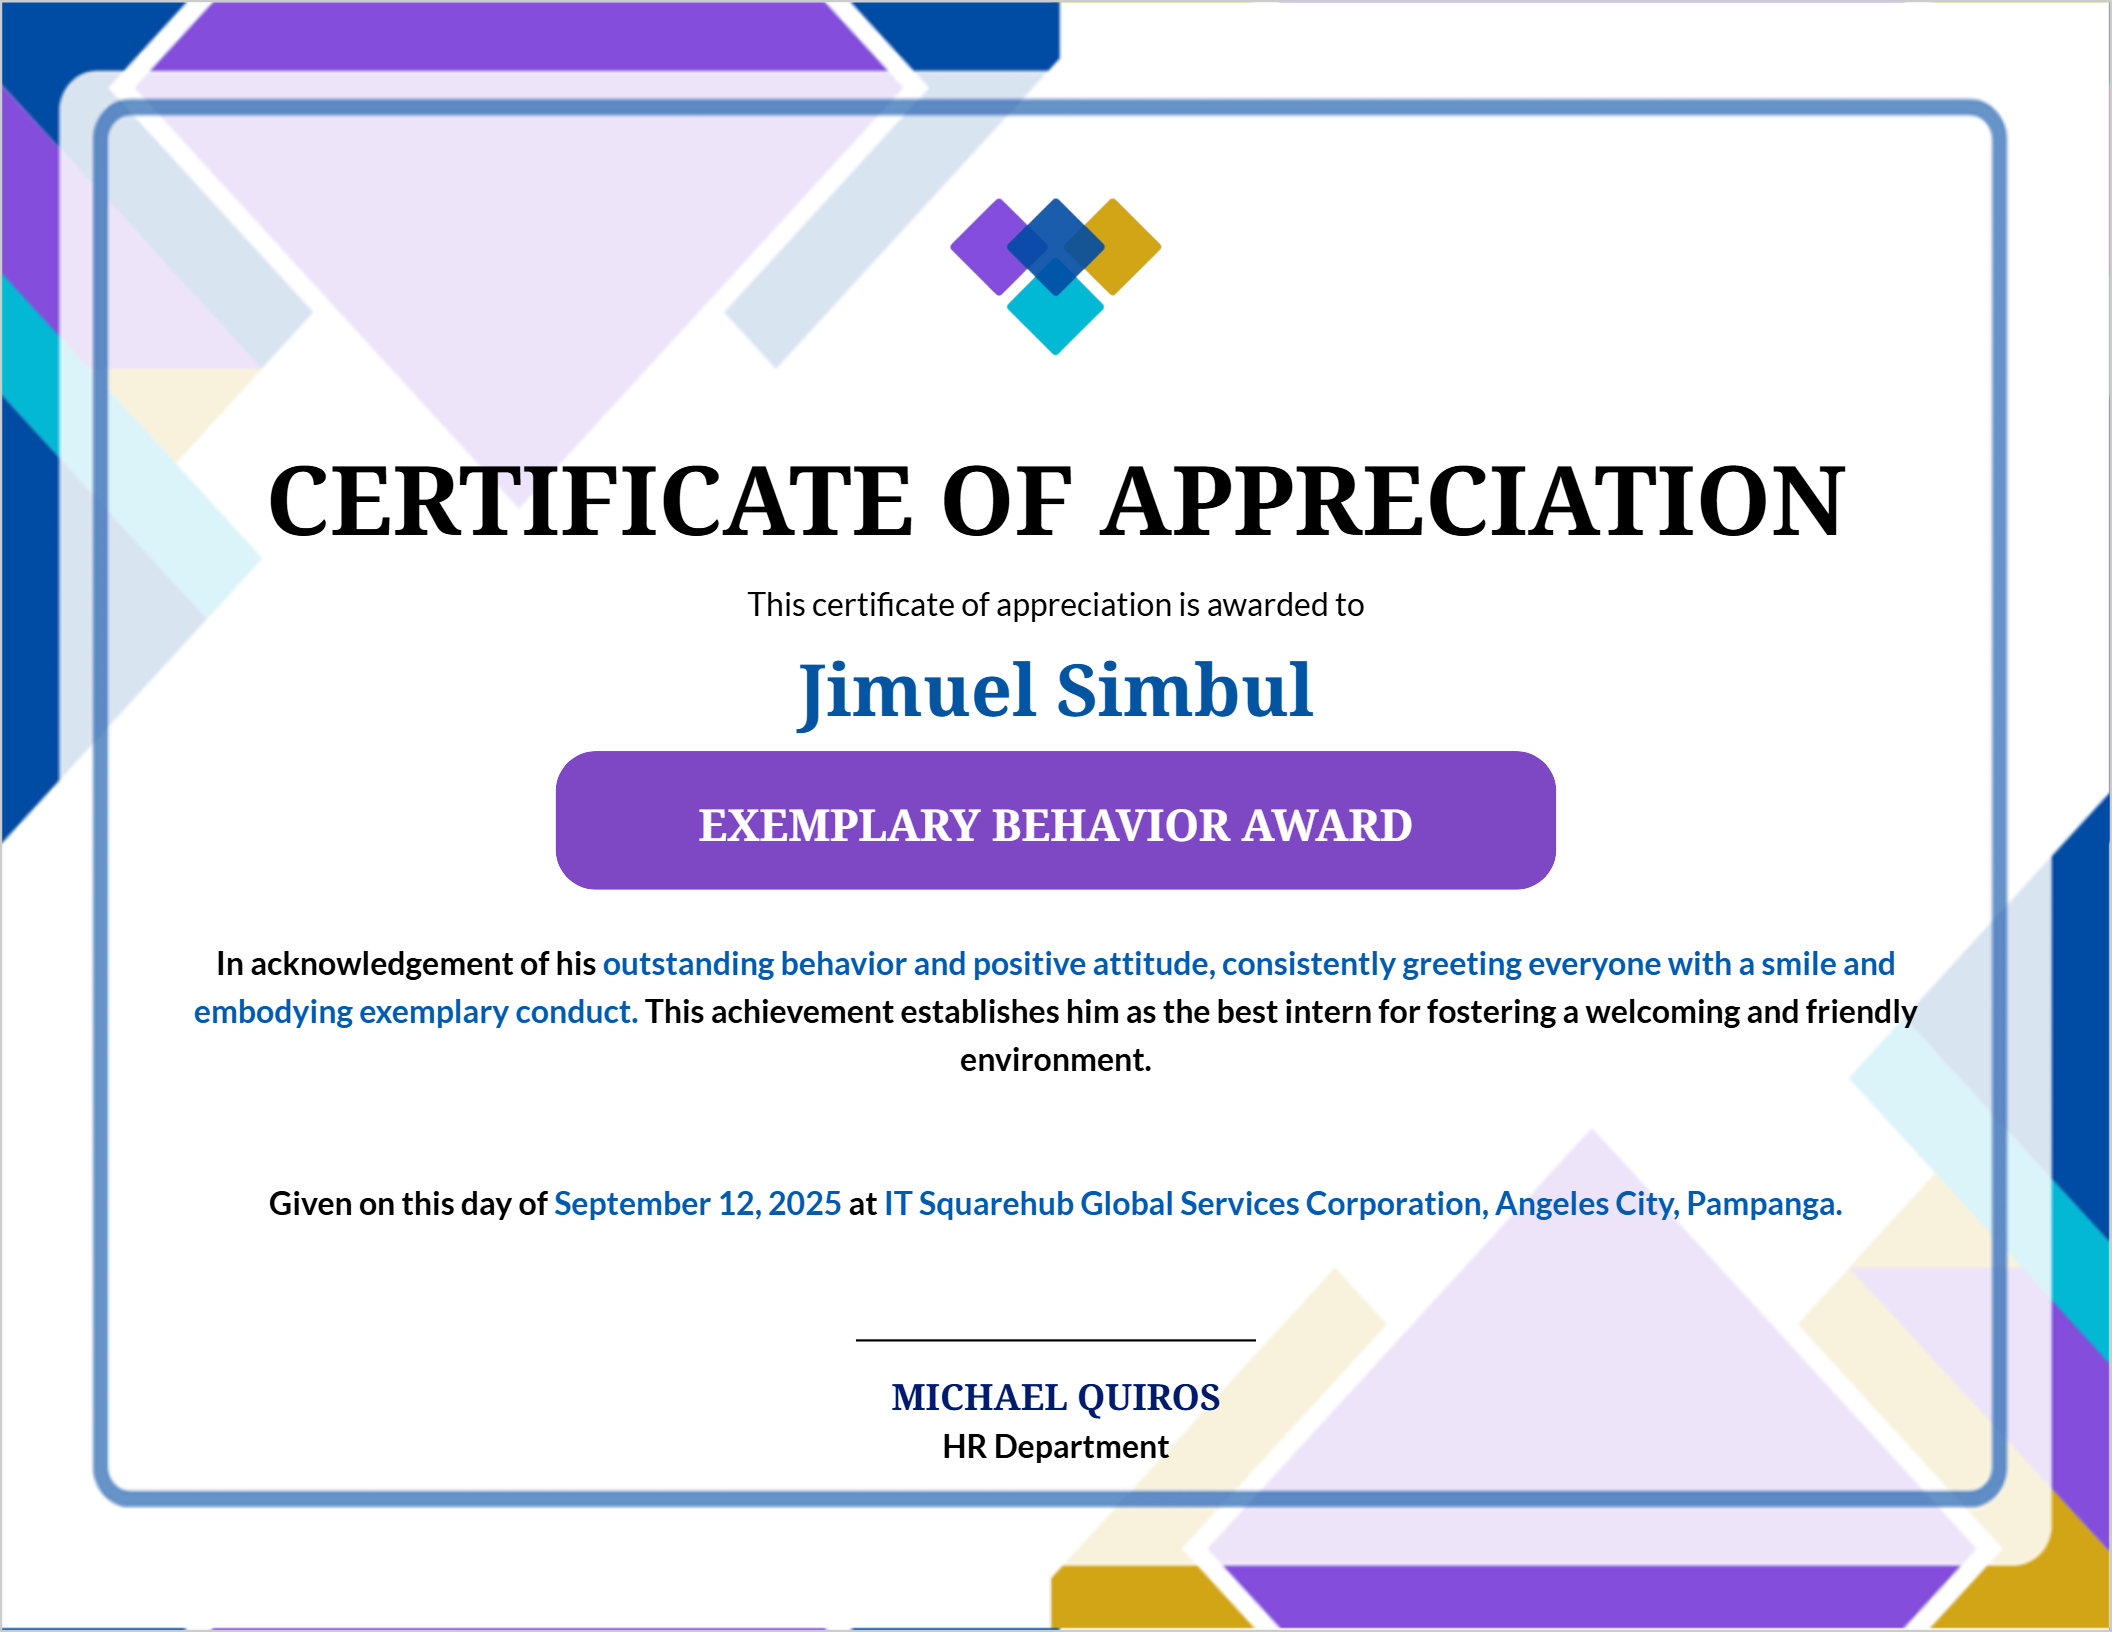 CERTIFICATE OF APPRECIATION
This certificate of appreciation is awarded to
Jimuel Simbul
EXEMPLARY BEHAVIOR AWARD
In acknowledgement of his outstanding behavior and positive attitude, consistently greeting everyone with a smile and
embodying exemplary conduct. This achievement establishes him as the best intern for fostering a welcoming and friendly
environment.
Given on this day of September 12, 2025 at IT Squarehub Global Services Corporation, Angeles City, Pampanga.
MICHAEL QUIROS
HR Department